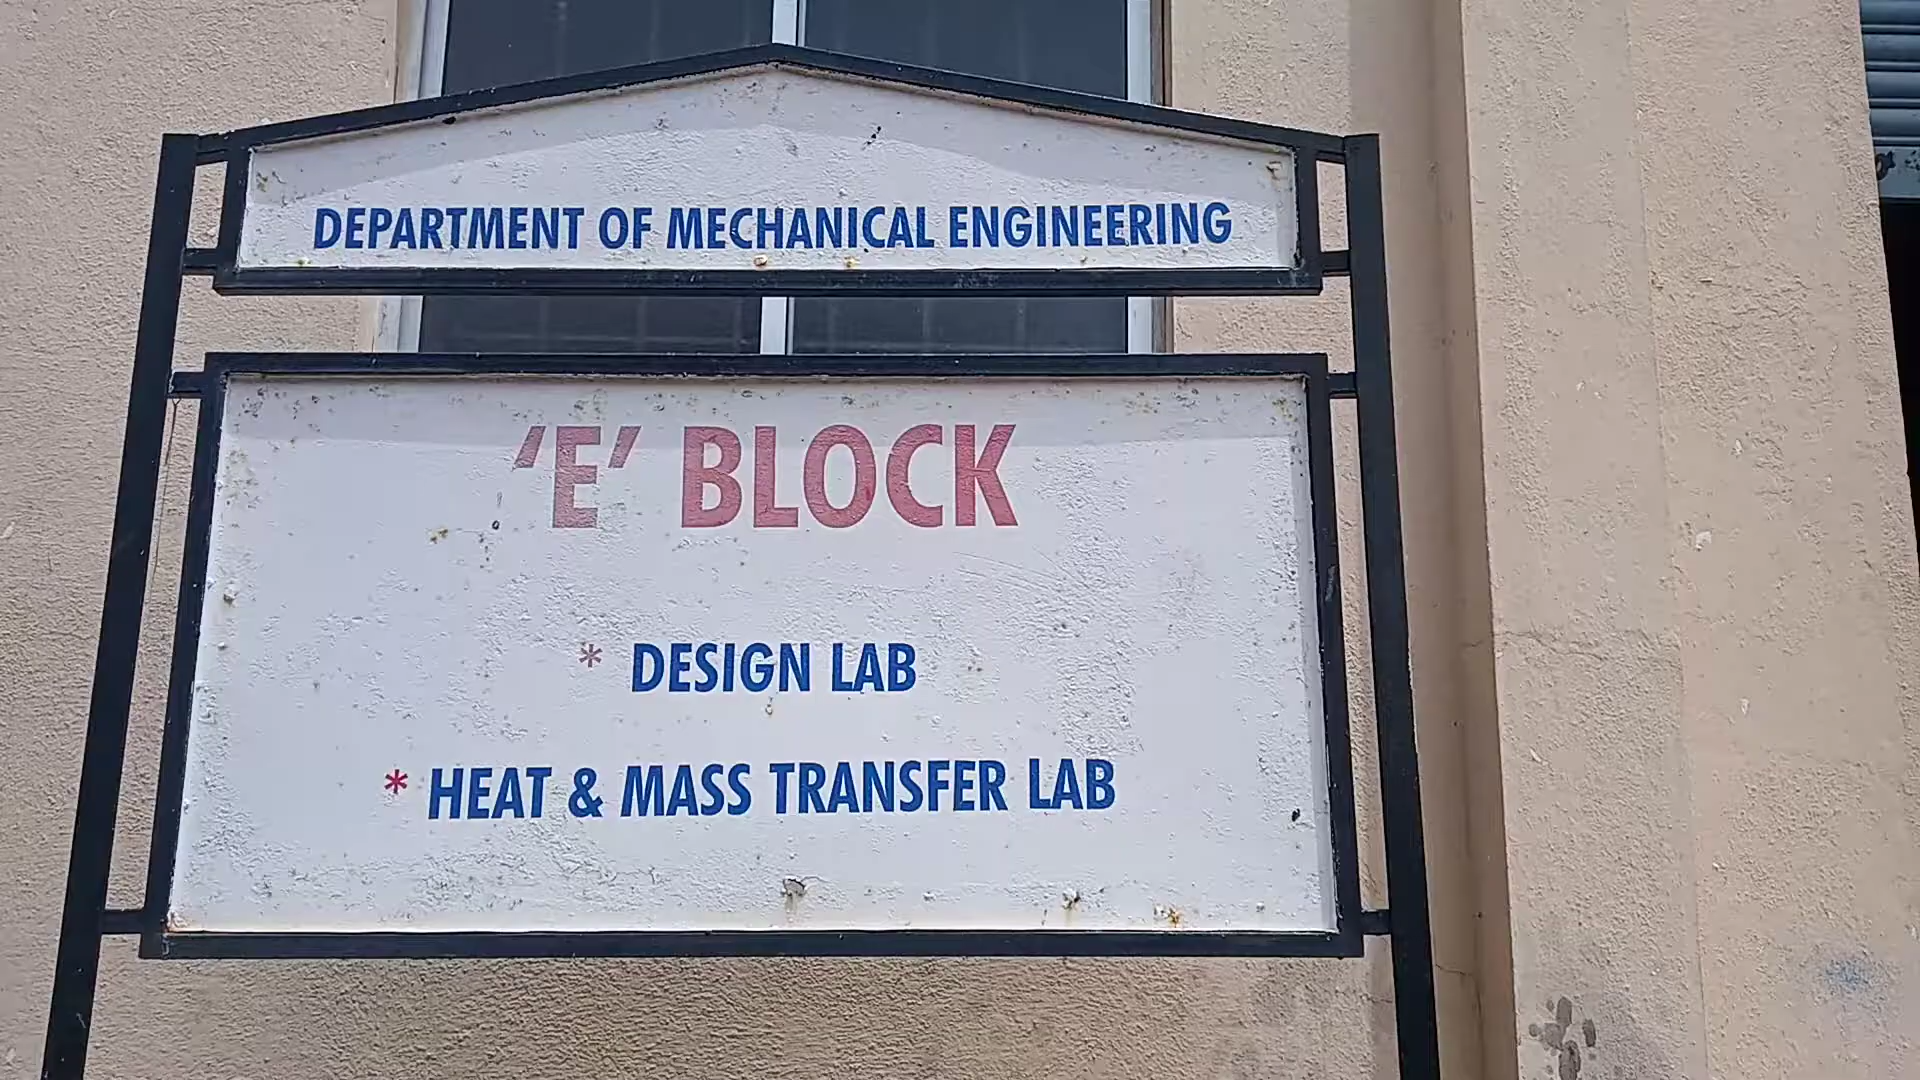 DEPARTMENT OF MECHANICAL ENGINEERING
‘E’ BLOCK
* DESIGN LAB
* HEAT & MASS TRANSFER LAB